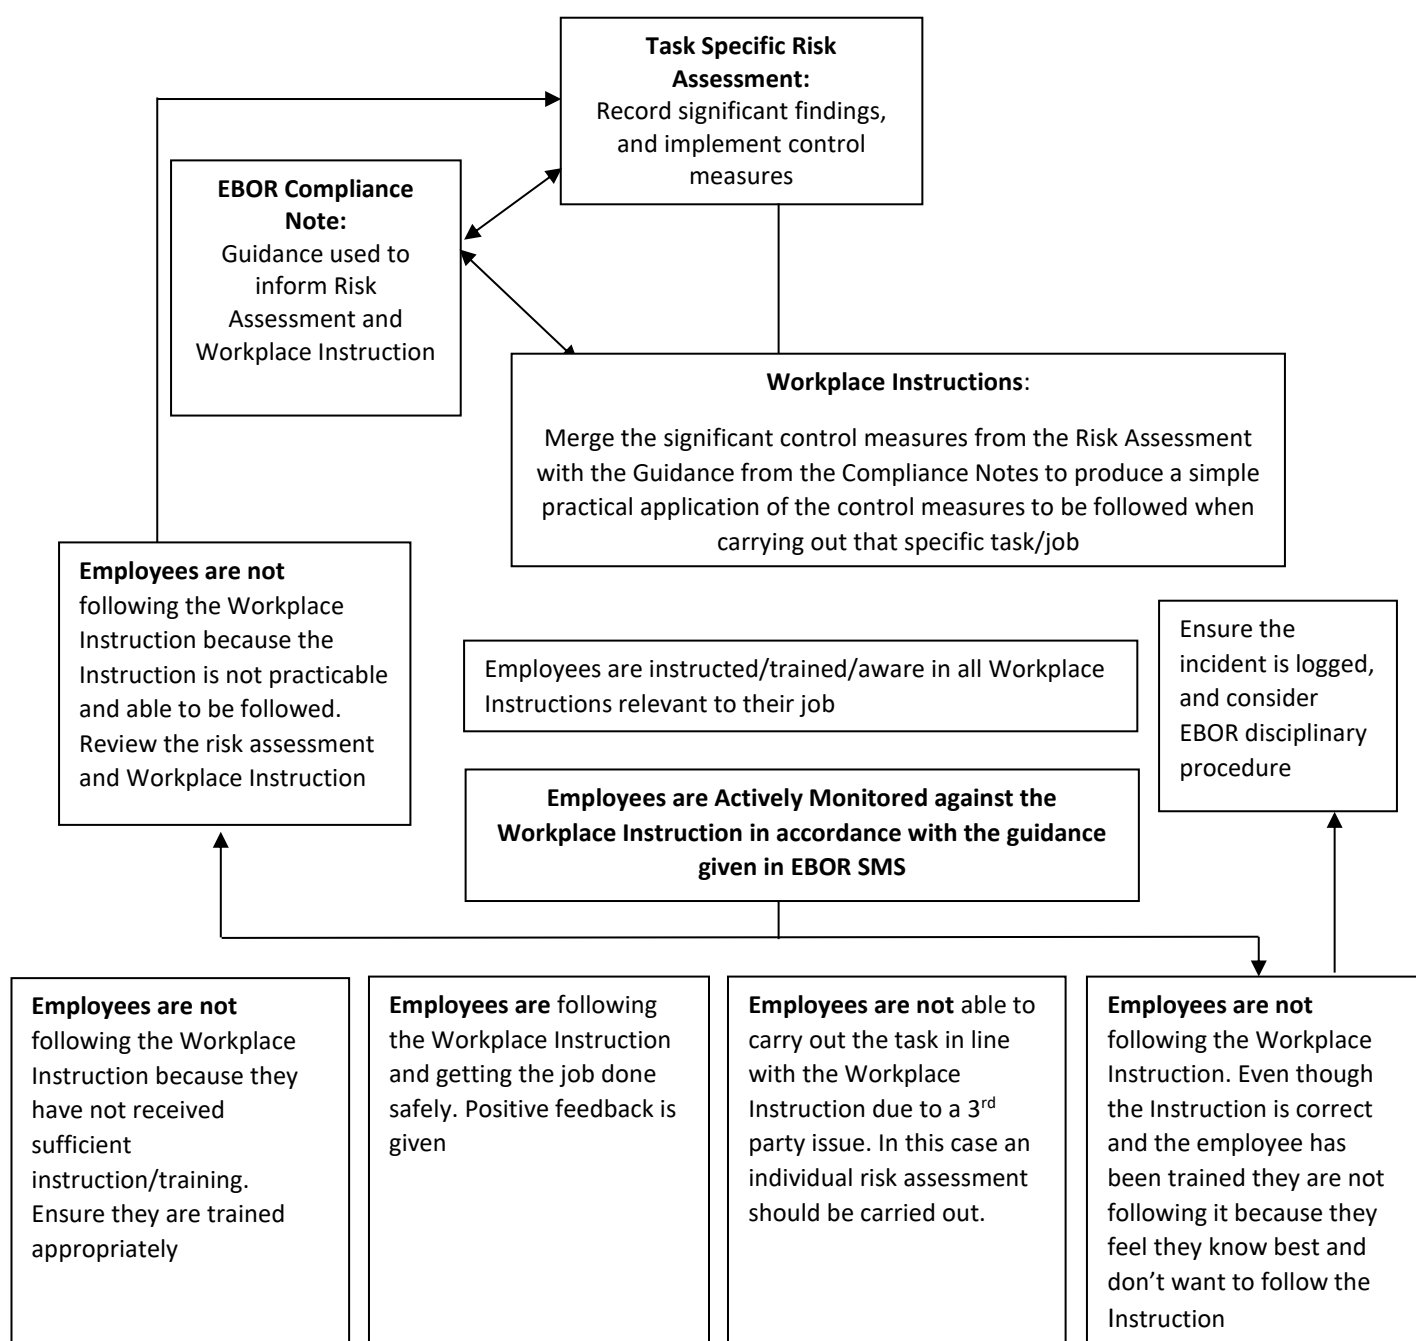 Task Specific Risk
Assessment:
Record significant findings,
and implement control
measures
EBOR Compliance
Note:
Guidance used to
inform Risk
Assessment and
Workplace Instruction
Workplace Instructions:
Merge the significant control measures from the Risk Assessment
with the Guidance from the Compliance Notes to produce a simple
practical application of the control measures to be followed when
carrying out that specific task/job
Employees are not
following the Workplace
Instruction because the
Instruction is not practicable
and able to be followed.
Review the risk assessment
and Workplace Instruction
Employees are instructed/trained/aware in all Workplace
Instructions relevant to their job
Ensure the
incident is logged,
and consider
EBOR disciplinary
procedure
Employees are Actively Monitored against the
Workplace Instruction in accordance with the guidance
given in EBOR SMS
Employees are not
following the Workplace
Instruction because they
have not received
sufficient
instruction/training.
Ensure they are trained
appropriately
Employees are following
the Workplace Instruction
and getting the job done
safely. Positive feedback is
given
Employees are not able to
carry out the task in line
with the Workplace
Instruction due to a 3rd
party issue. In this case an
individual risk assessment
should be carried out.
Employees are not
following the Workplace
Instruction. Even though
the Instruction is correct
and the employee has
been trained they are not
following it because they
feel they know best and
don’t want to follow the
Instruction